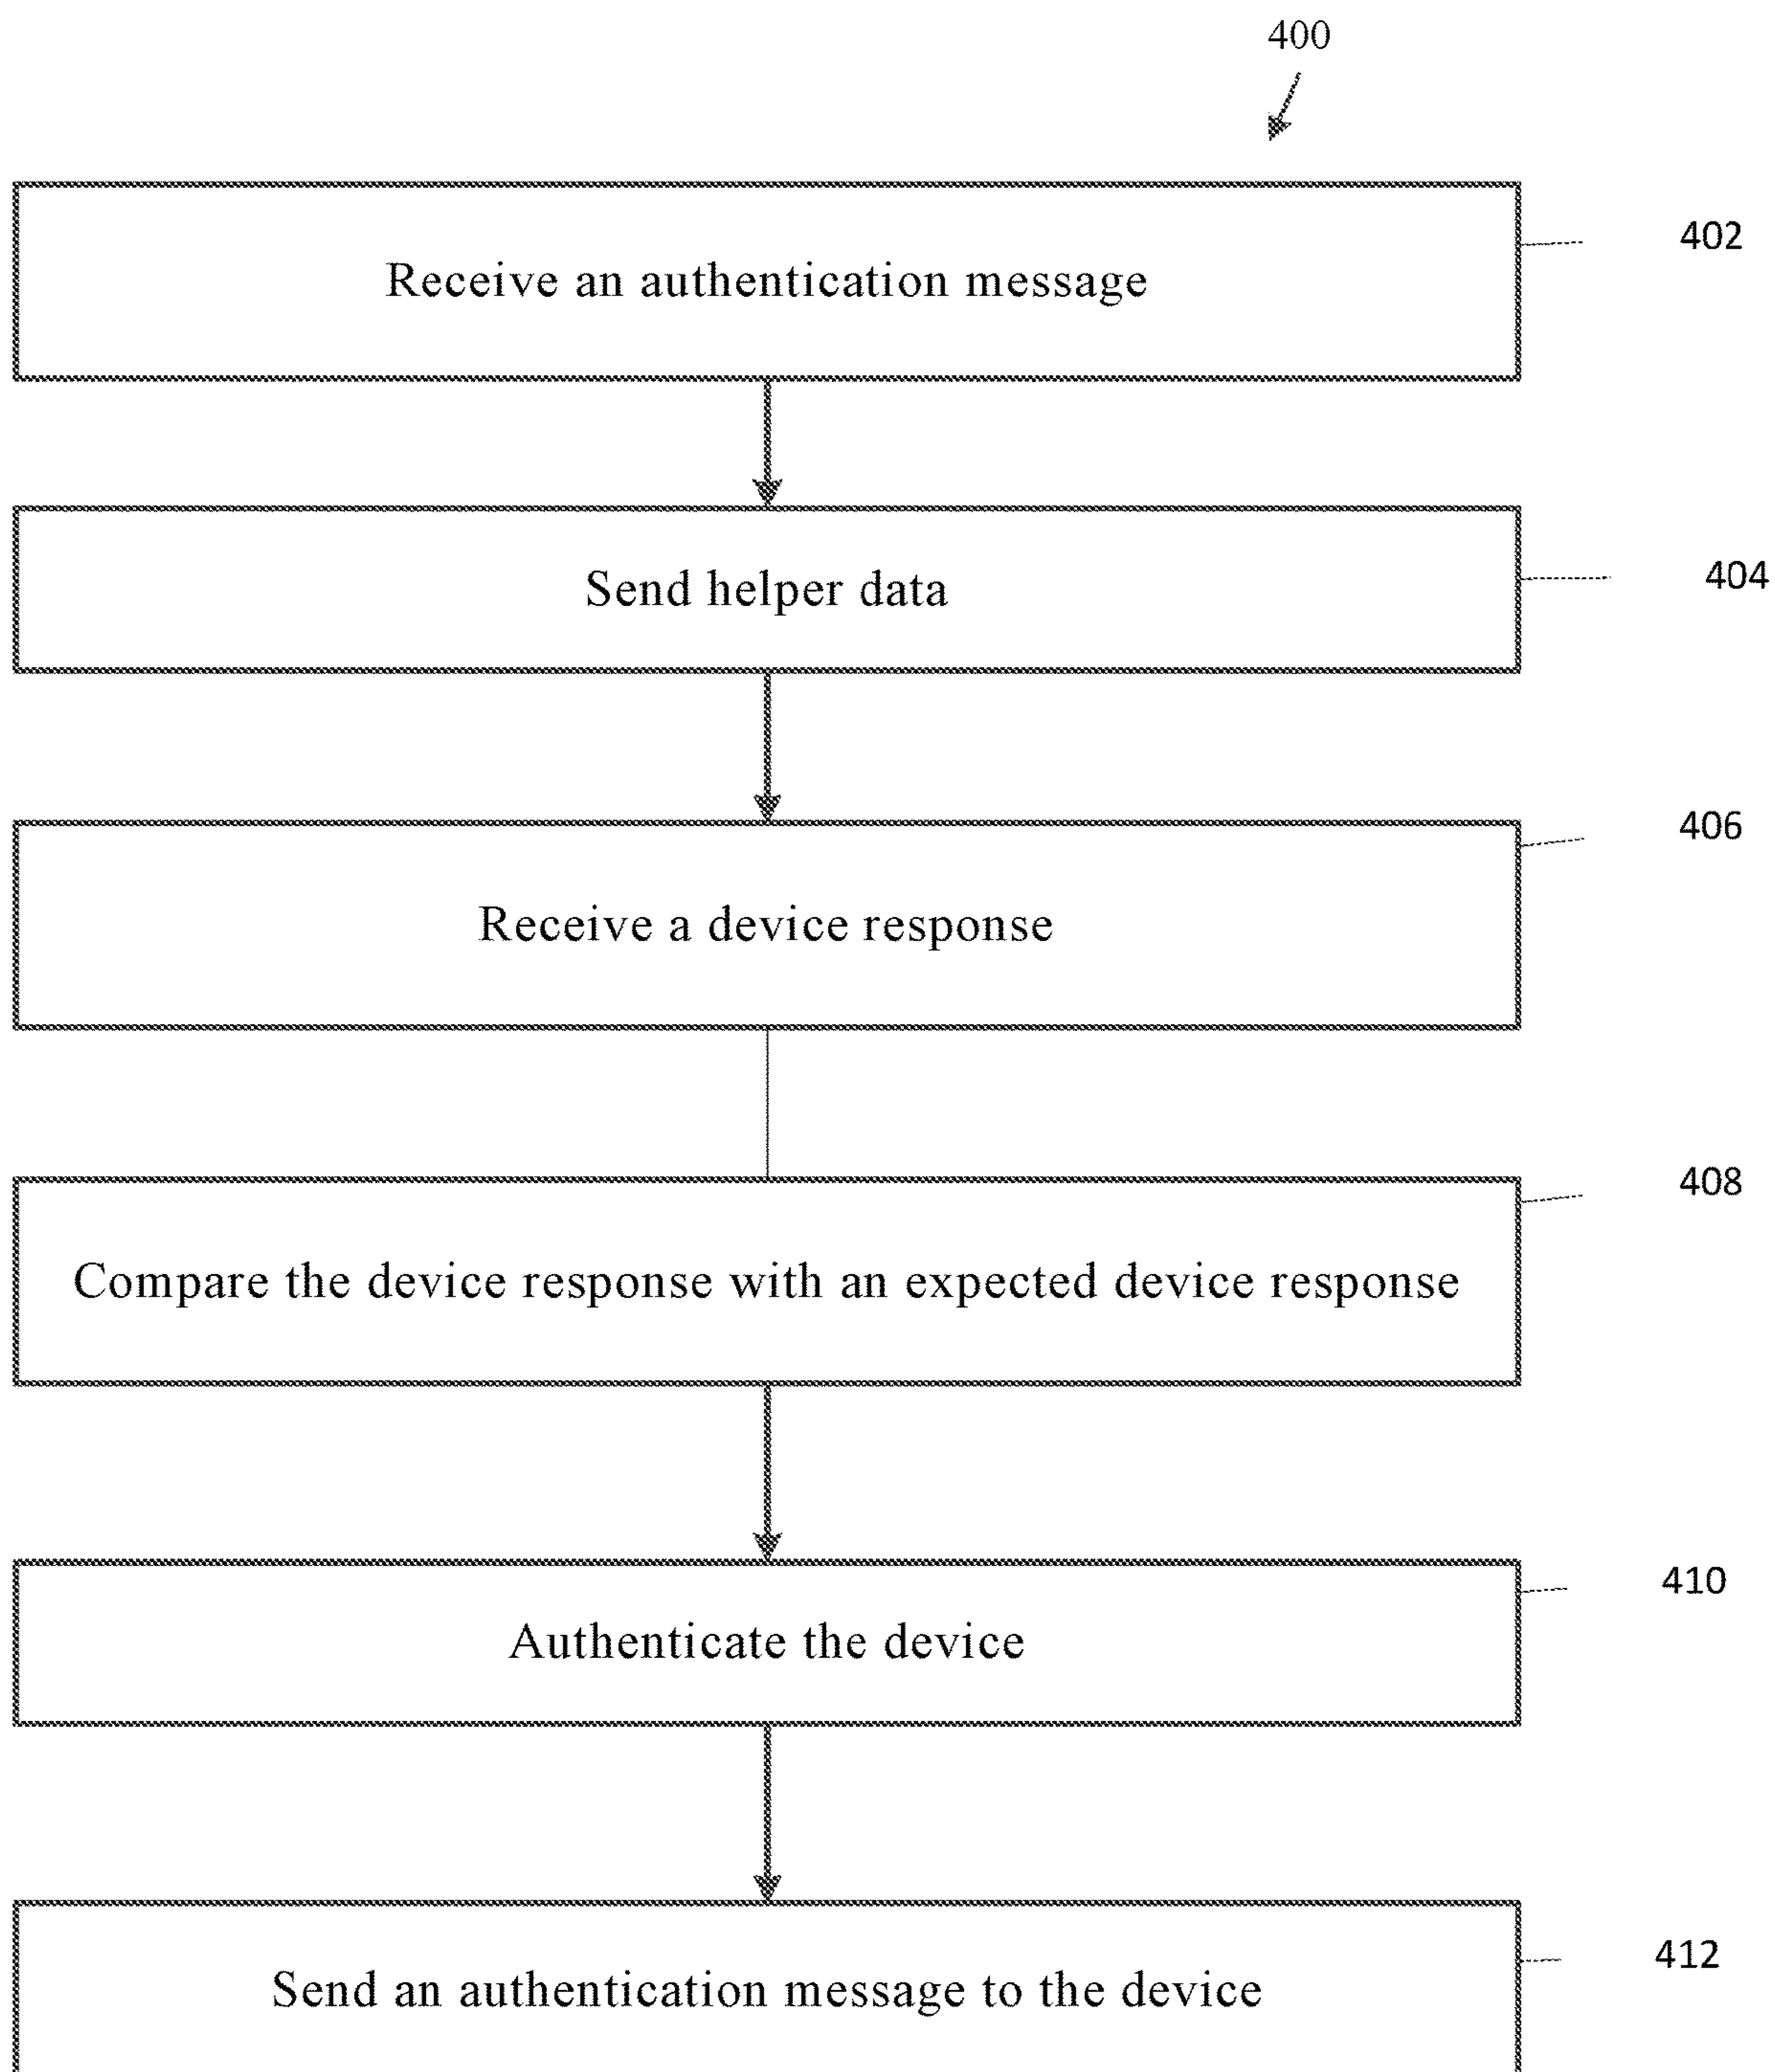 400
Receive an authentication message
402
Send helper data
404
Receive a device response
406
Compare the device response with an expected device response
408
Authenticate the device
410
Send an authentication message to the device
412